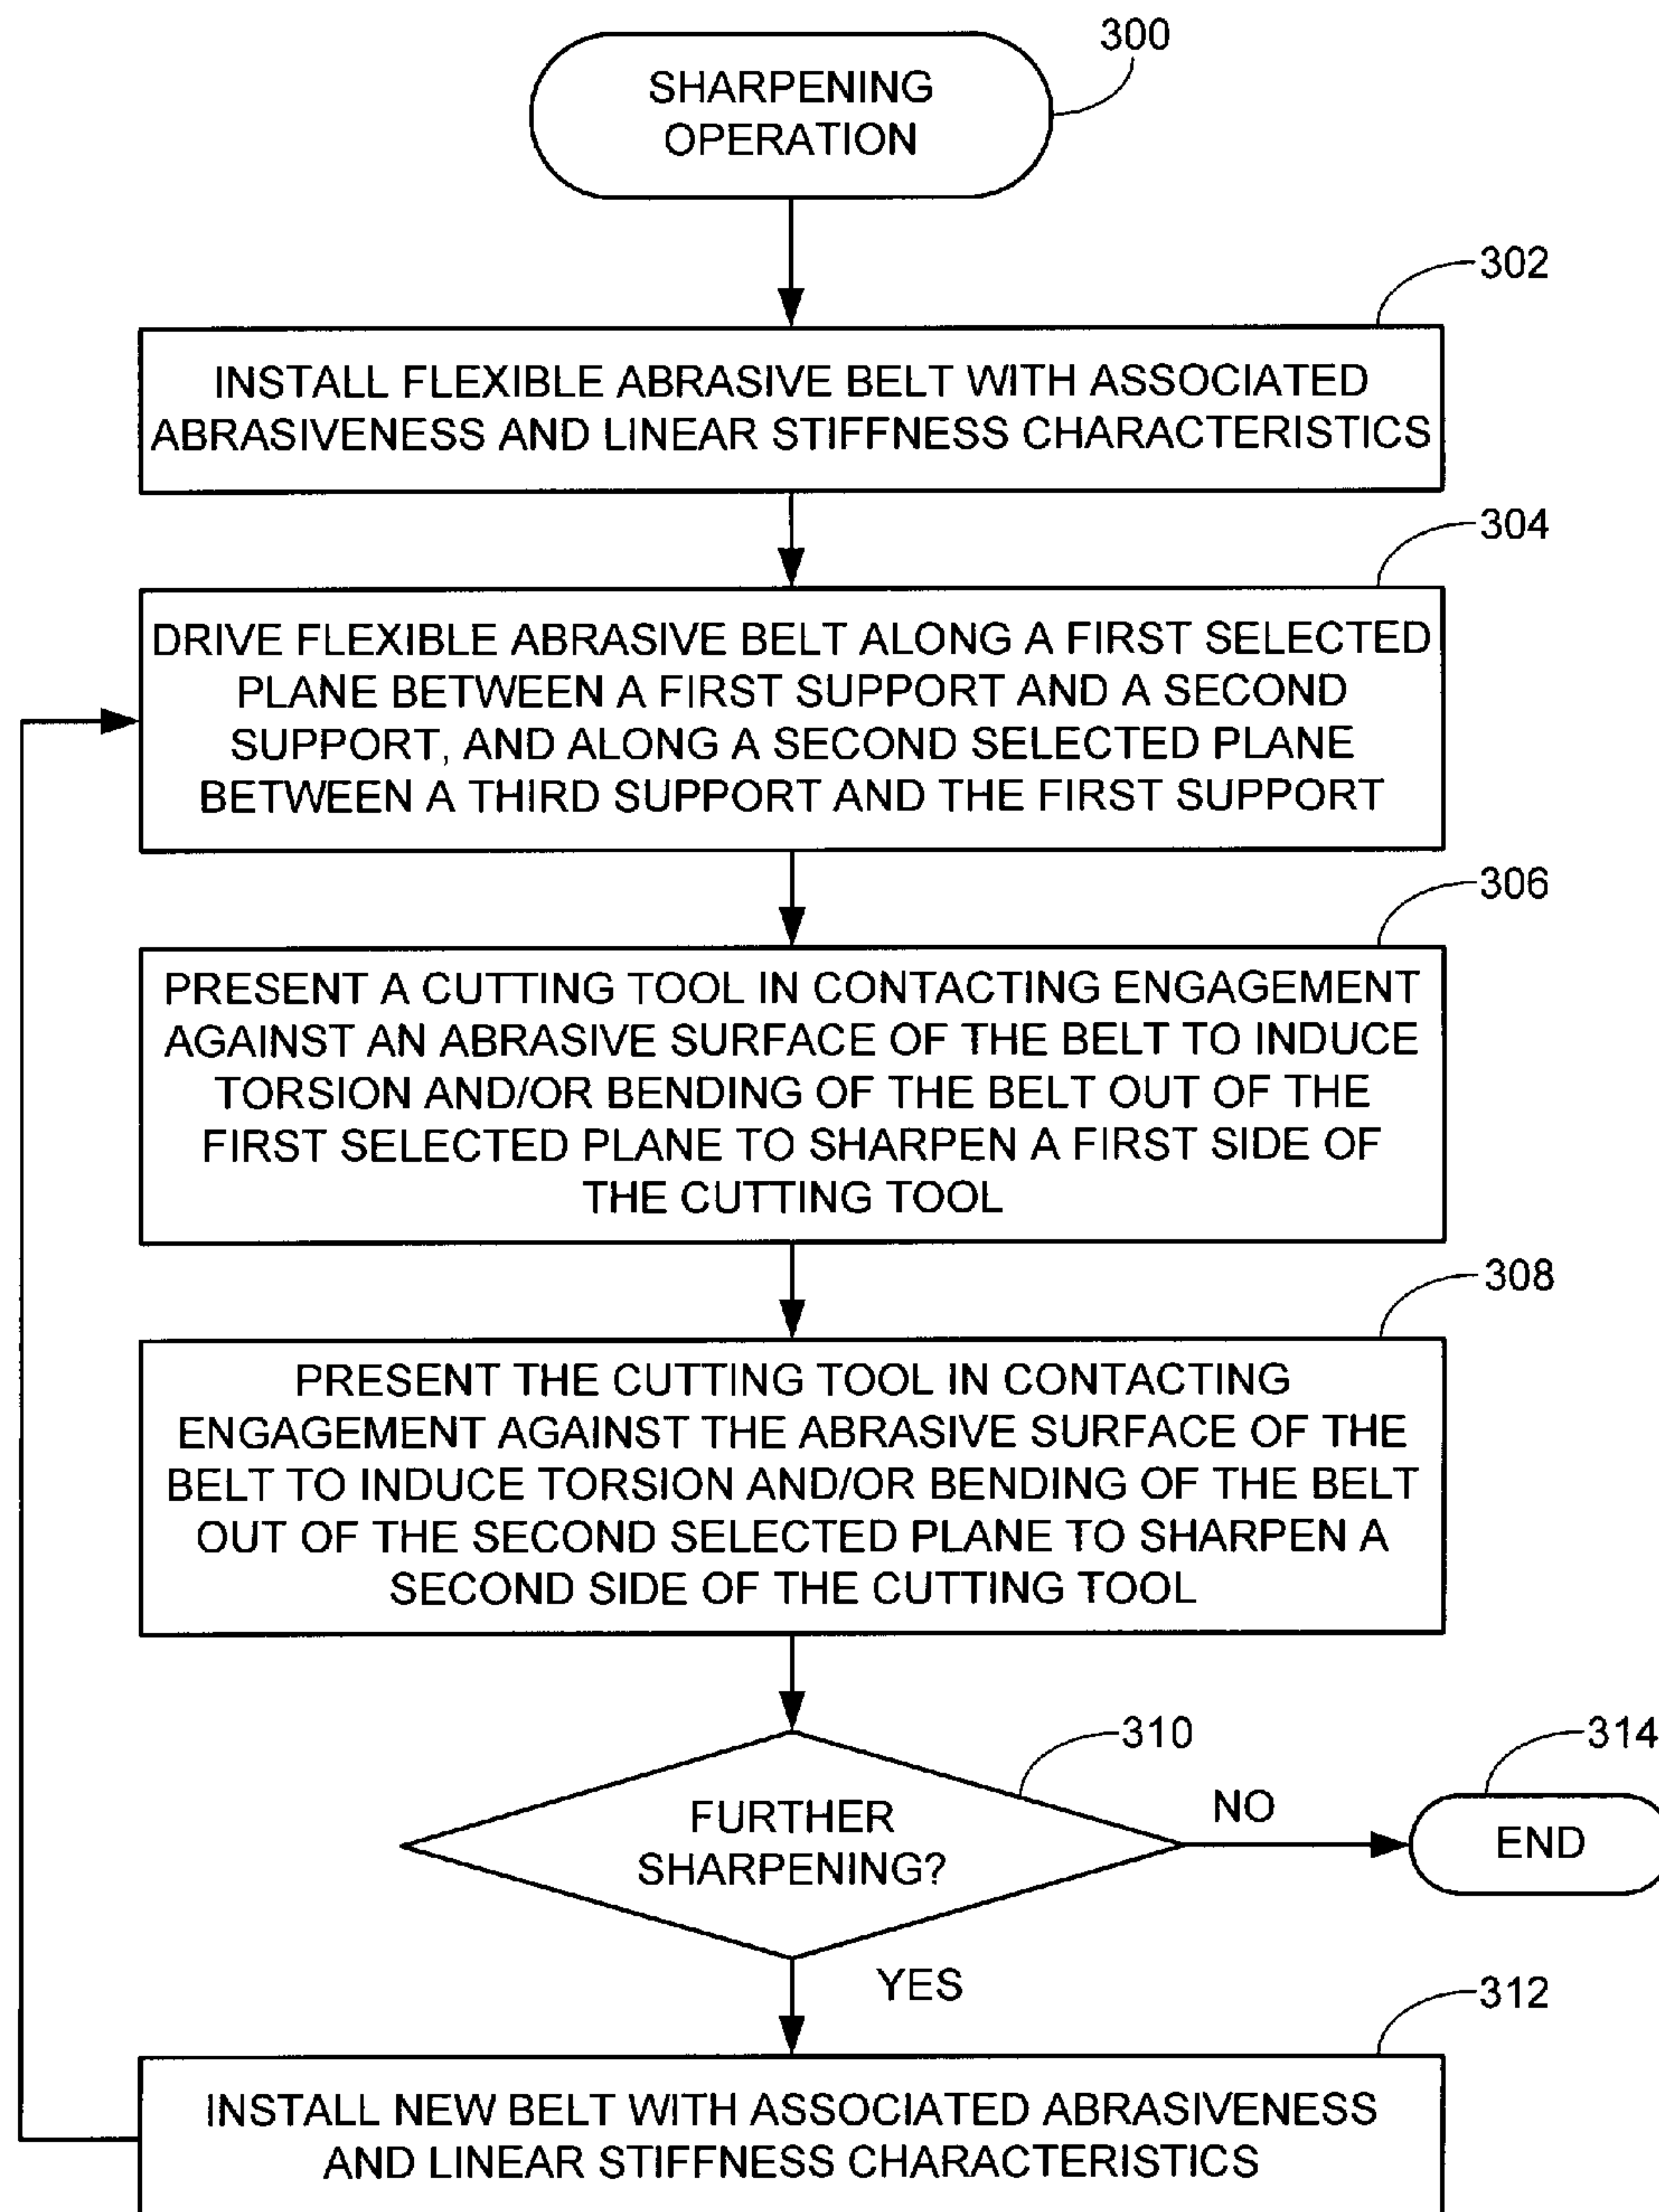 300
SHARPENING
OPERATION
302
INSTALL FLEXIBLE ABRASIVE BELT WITH ASSOCIATED
ABRASIVENESS AND LINEAR STIFFNESS CHARACTERISTICS
304
DRIVE FLEXIBLE ABRASIVE BELT ALONG A FIRST SELECTED
PLANE BETWEEN A FIRST SUPPORT AND A SECOND
SUPPORT, AND ALONG A SECOND SELECTED PLANE
BETWEEN A THIRD SUPPORT AND THE FIRST SUPPORT
306
PRESENT A CUTTING TOOL IN CONTACTING ENGAGEMENT
AGAINST AN ABRASIVE SURFACE OF THE BELT TO INDUCE
TORSION AND/OR BENDING OF THE BELT OUT OF THE
FIRST SELECTED PLANE TO SHARPEN A FIRST SIDE OF
THE CUTTING TOOL
308
PRESENT THE CUTTING TOOL IN CONTACTING
ENGAGEMENT AGAINST THE ABRASIVE SURFACE OF THE
BELT TO INDUCE TORSION AND/OR BENDING OF THE BELT
OUT OF THE SECOND SELECTED PLANE TO SHARPEN A
SECOND SIDE OF THE CUTTING TOOL
310
314
FURTHER
SHARPENING?
NO
END
YES
312
INSTALL NEW BELT WITH ASSOCIATED ABRASIVENESS
AND LINEAR STIFFNESS CHARACTERISTICS